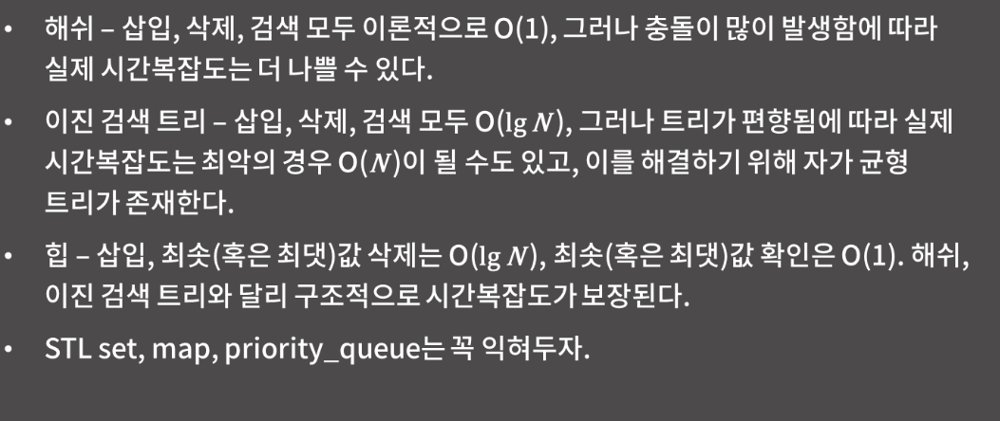 • 해쉬 – 삽입, 삭제, 검색 모두 이론적으로 O(1), 그러나 충돌이 많이 발생함에 따라
실제 시간복잡도는 더 나쁠 수 있다.
• 이진 검색 트리 – 삽입, 삭제, 검색 모두 O(lg N), 그러나 트리가 편향됨에 따라 실제
시간복잡도는 최악의 경우 O(N)이 될 수도 있고, 이를 해결하기 위해 자가 균형
트리가 존재한다.
• 힙 – 삽입, 최솟(혹은 최댓)값 삭제는 O(lg N), 최솟(혹은 최댓)값 확인은 O(1). 해쉬,
이진 검색 트리와 달리 구조적으로 시간복잡도가 보장된다.
• STL set, map, priority_queue는 꼭 익혀두자.